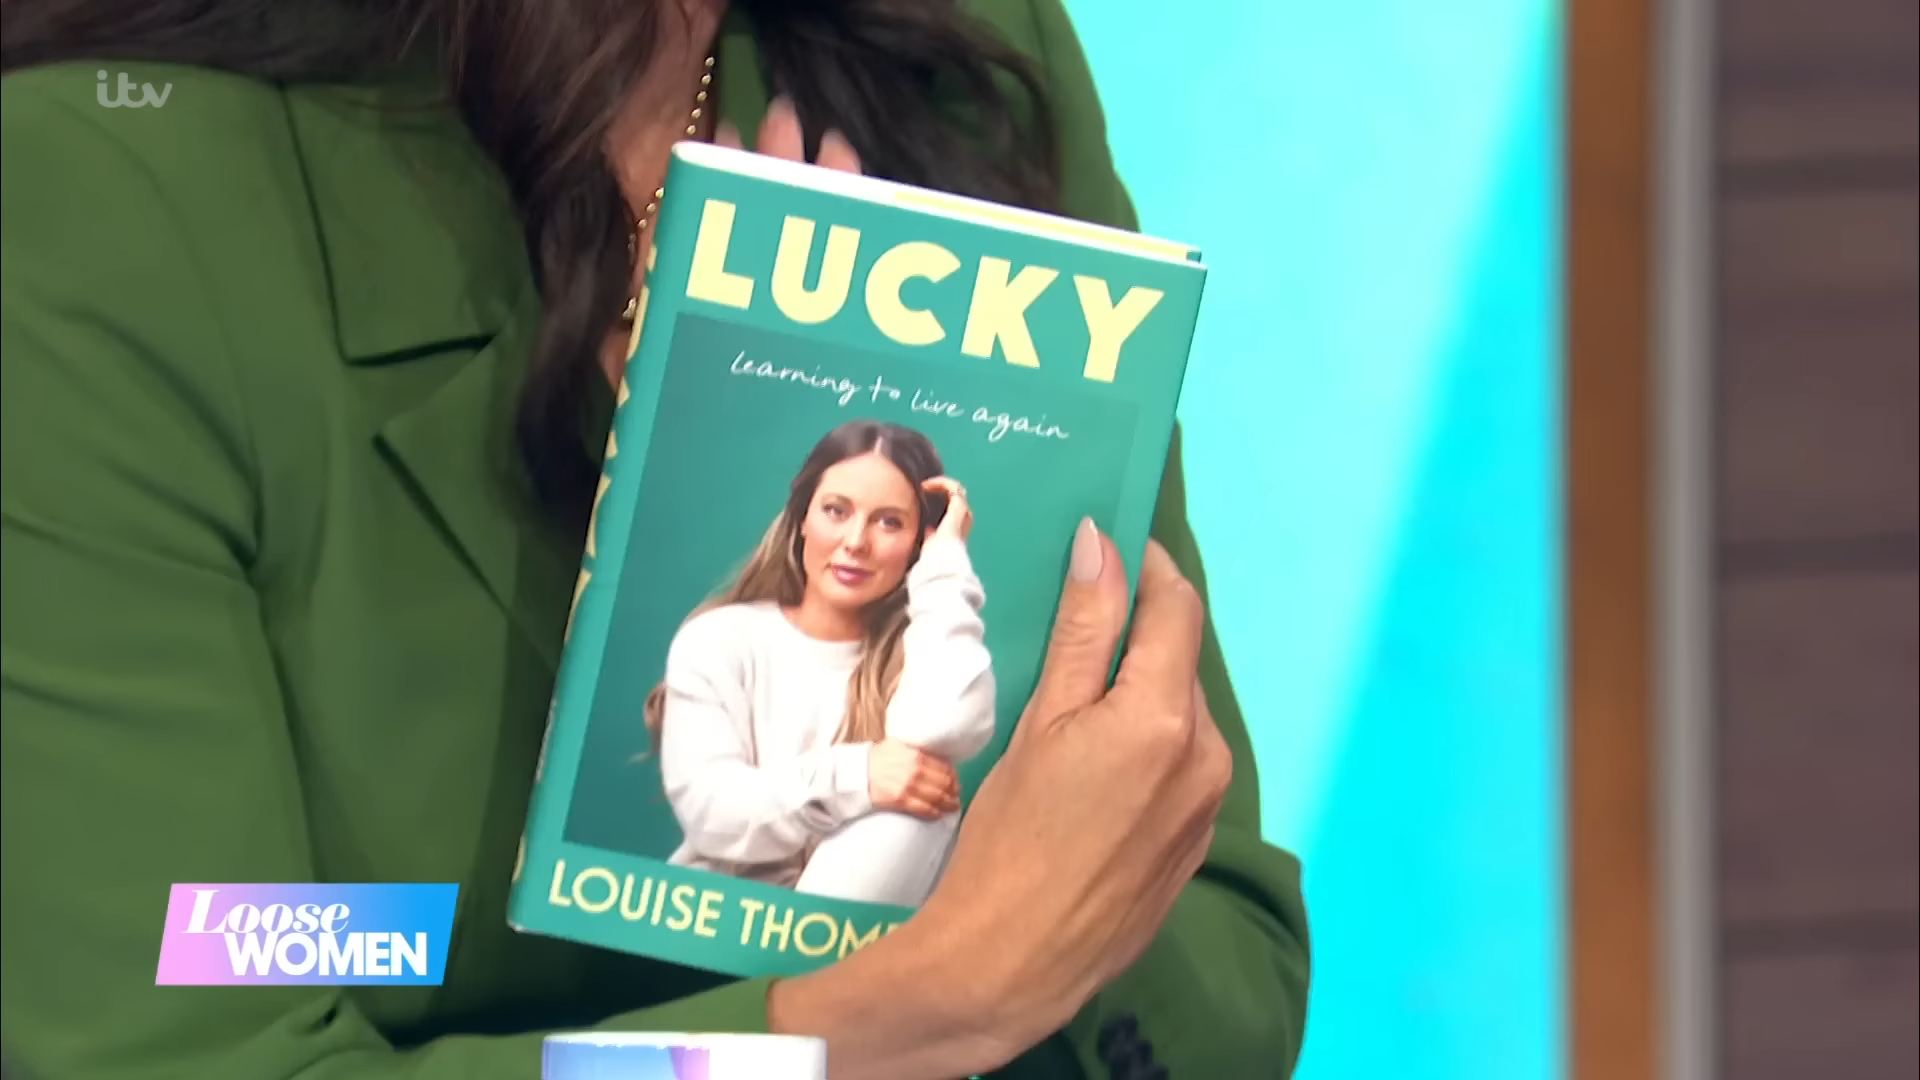 itv
LUCKY
learning to live again
LOUISE THOM
Loose
WOMEN